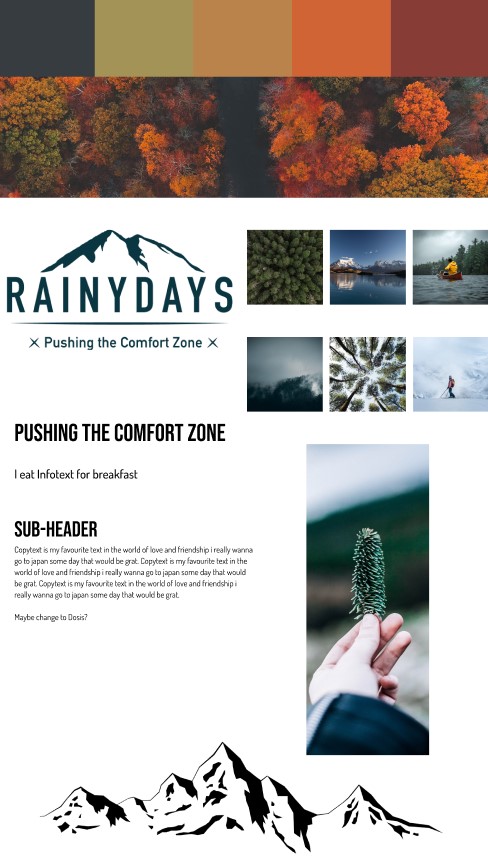 RAINYDAYS
Pushing the Comfort Zone
PUSHING THE COMFORT ZONE
I eat Infotext for breakfast
SUB-HEADER
Copytext is my favourite text in the world of love and friendship i really wanna
go to japan some day that would be grat. Copytext is my favourite text in the
world of love and friendship i really wanna go to japan some day that would
be grat. Copytext is my favourite text in the world of love and friendship i
really wanna go to japan some day that would be grat.
Maybe change to Dosis?